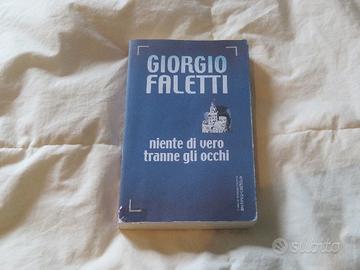 GIORGIO
FALETTI
niente di vero
tranne gli occhi
subito